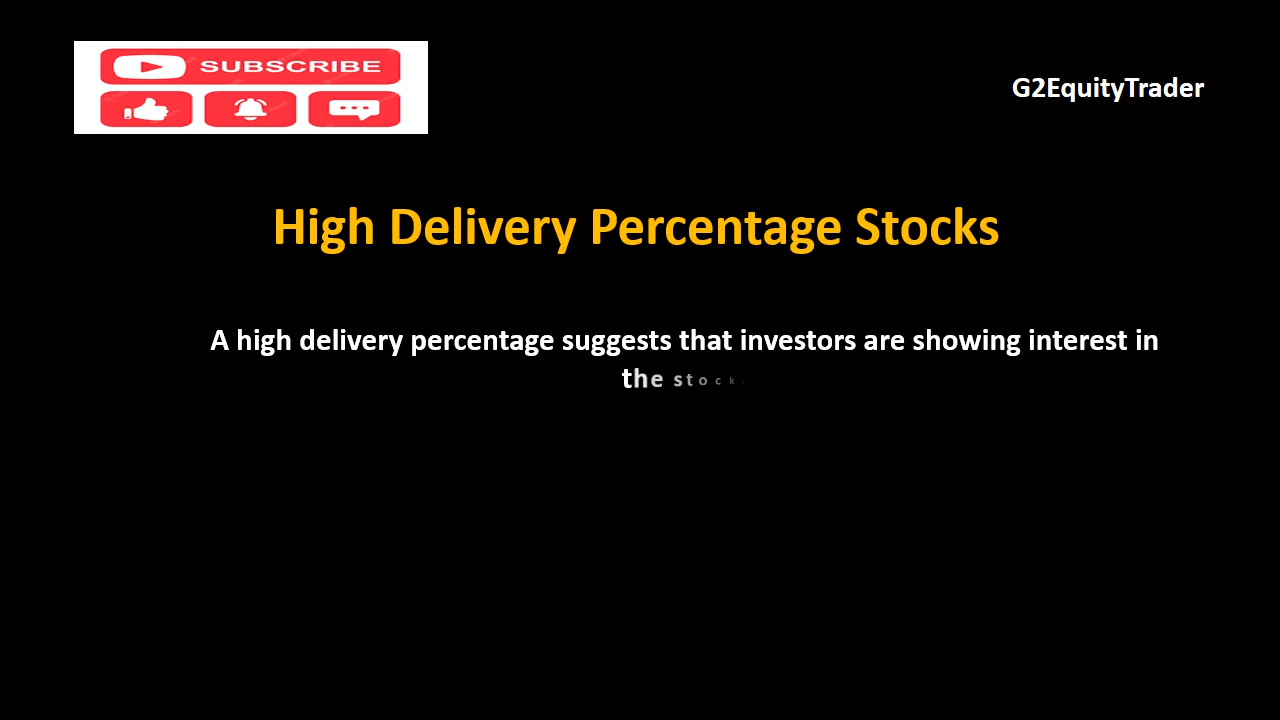 SUBSCRIBE
G2EquityTrader
High Delivery Percentage Stocks
A high delivery percentage suggests that investors are showing interest in
the stock.